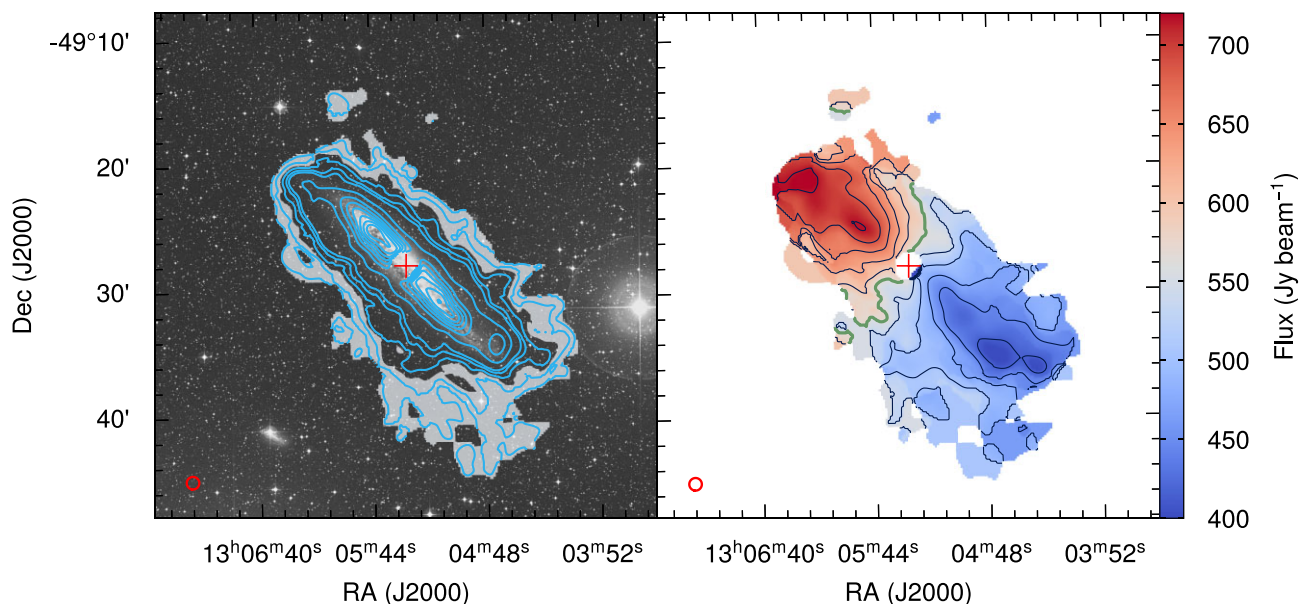 -49°10'
20'
30'
40'
Dec (J2000)
13ʰ06ᵐ40ˢ 05ᵐ44ˢ 04ᵐ48ˢ 03ᵐ52ˢ
RA (J2000)
13ʰ06ᵐ40ˢ 05ᵐ44ˢ 04ᵐ48ˢ 03ᵐ52ˢ
RA (J2000)
700
650
600
550
500
450
400
Flux (Jy beam⁻¹)